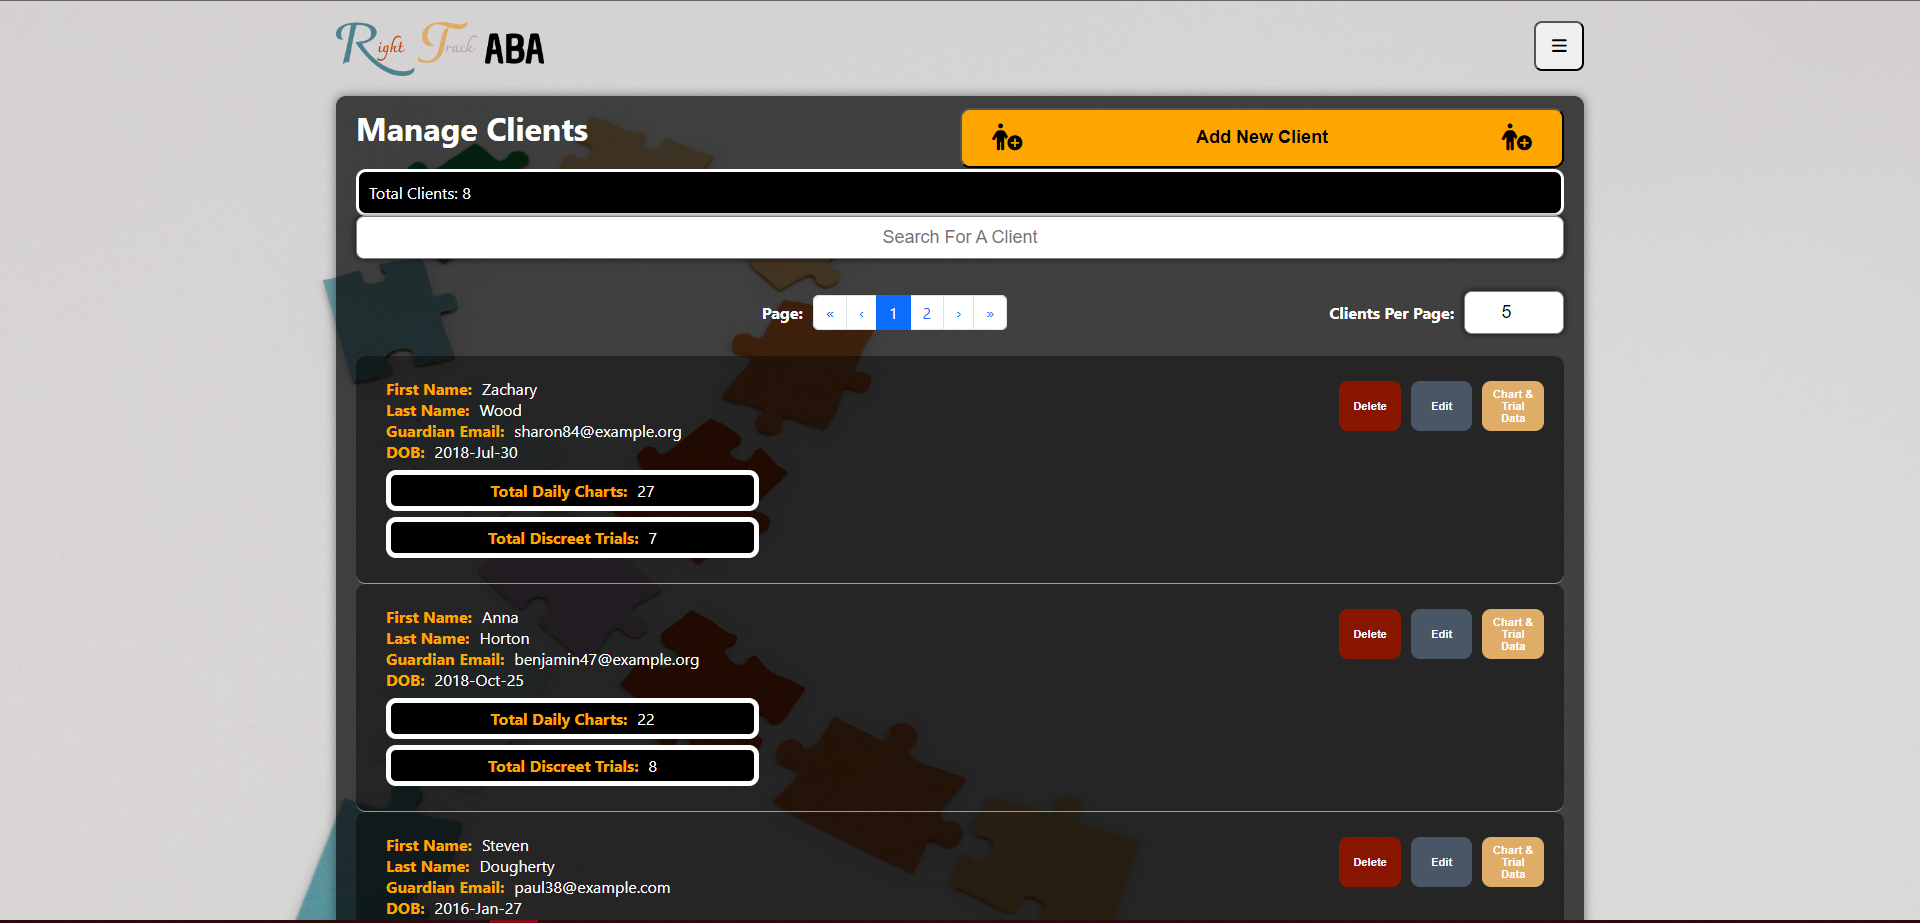 Right Track ABA
Manage Clients
Add New Client
Total Clients: 8
Search For A Client
Page: « ‹ 1 2 › »
Clients Per Page: 5
First Name: Zachary
Last Name: Wood
Guardian Email: sharon84@example.org
DOB: 2018-Jul-30
Total Daily Charts: 27
Total Discreet Trials: 7
Delete
Edit
Chart &
Trial
Data
First Name: Anna
Last Name: Horton
Guardian Email: benjamin47@example.org
DOB: 2018-Oct-25
Total Daily Charts: 22
Total Discreet Trials: 8
Delete
Edit
Chart &
Trial
Data
First Name: Steven
Last Name: Dougherty
Guardian Email: paul38@example.com
DOB: 2016-Jan-27
Delete
Edit
Chart &
Trial
Data